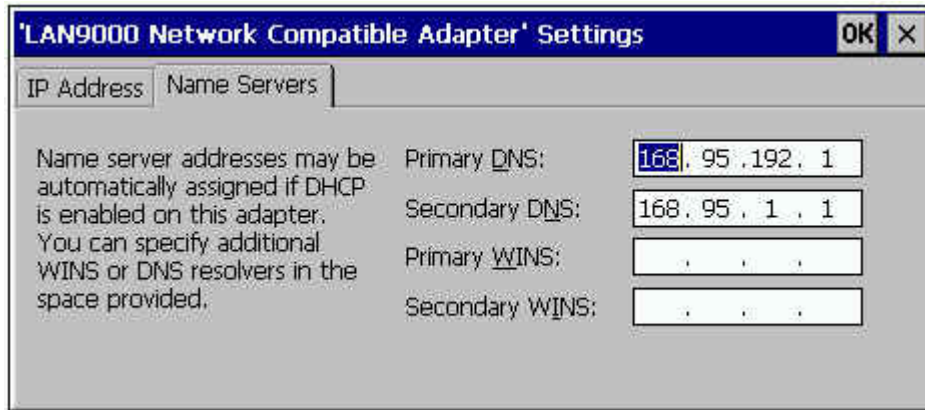 'LAN9000 Network Compatible Adapter' Settings OK ×
IP Address Name Servers
Name server addresses may be
automatically assigned if DHCP
is enabled on this adapter.
You can specify additional
WINS or DNS resolvers in the
space provided.
Primary DNS: 168. 95 .192. 1
Secondary DNS: 168. 95 . 1 . 1
Primary WINS: . . .
Secondary WINS: . . .